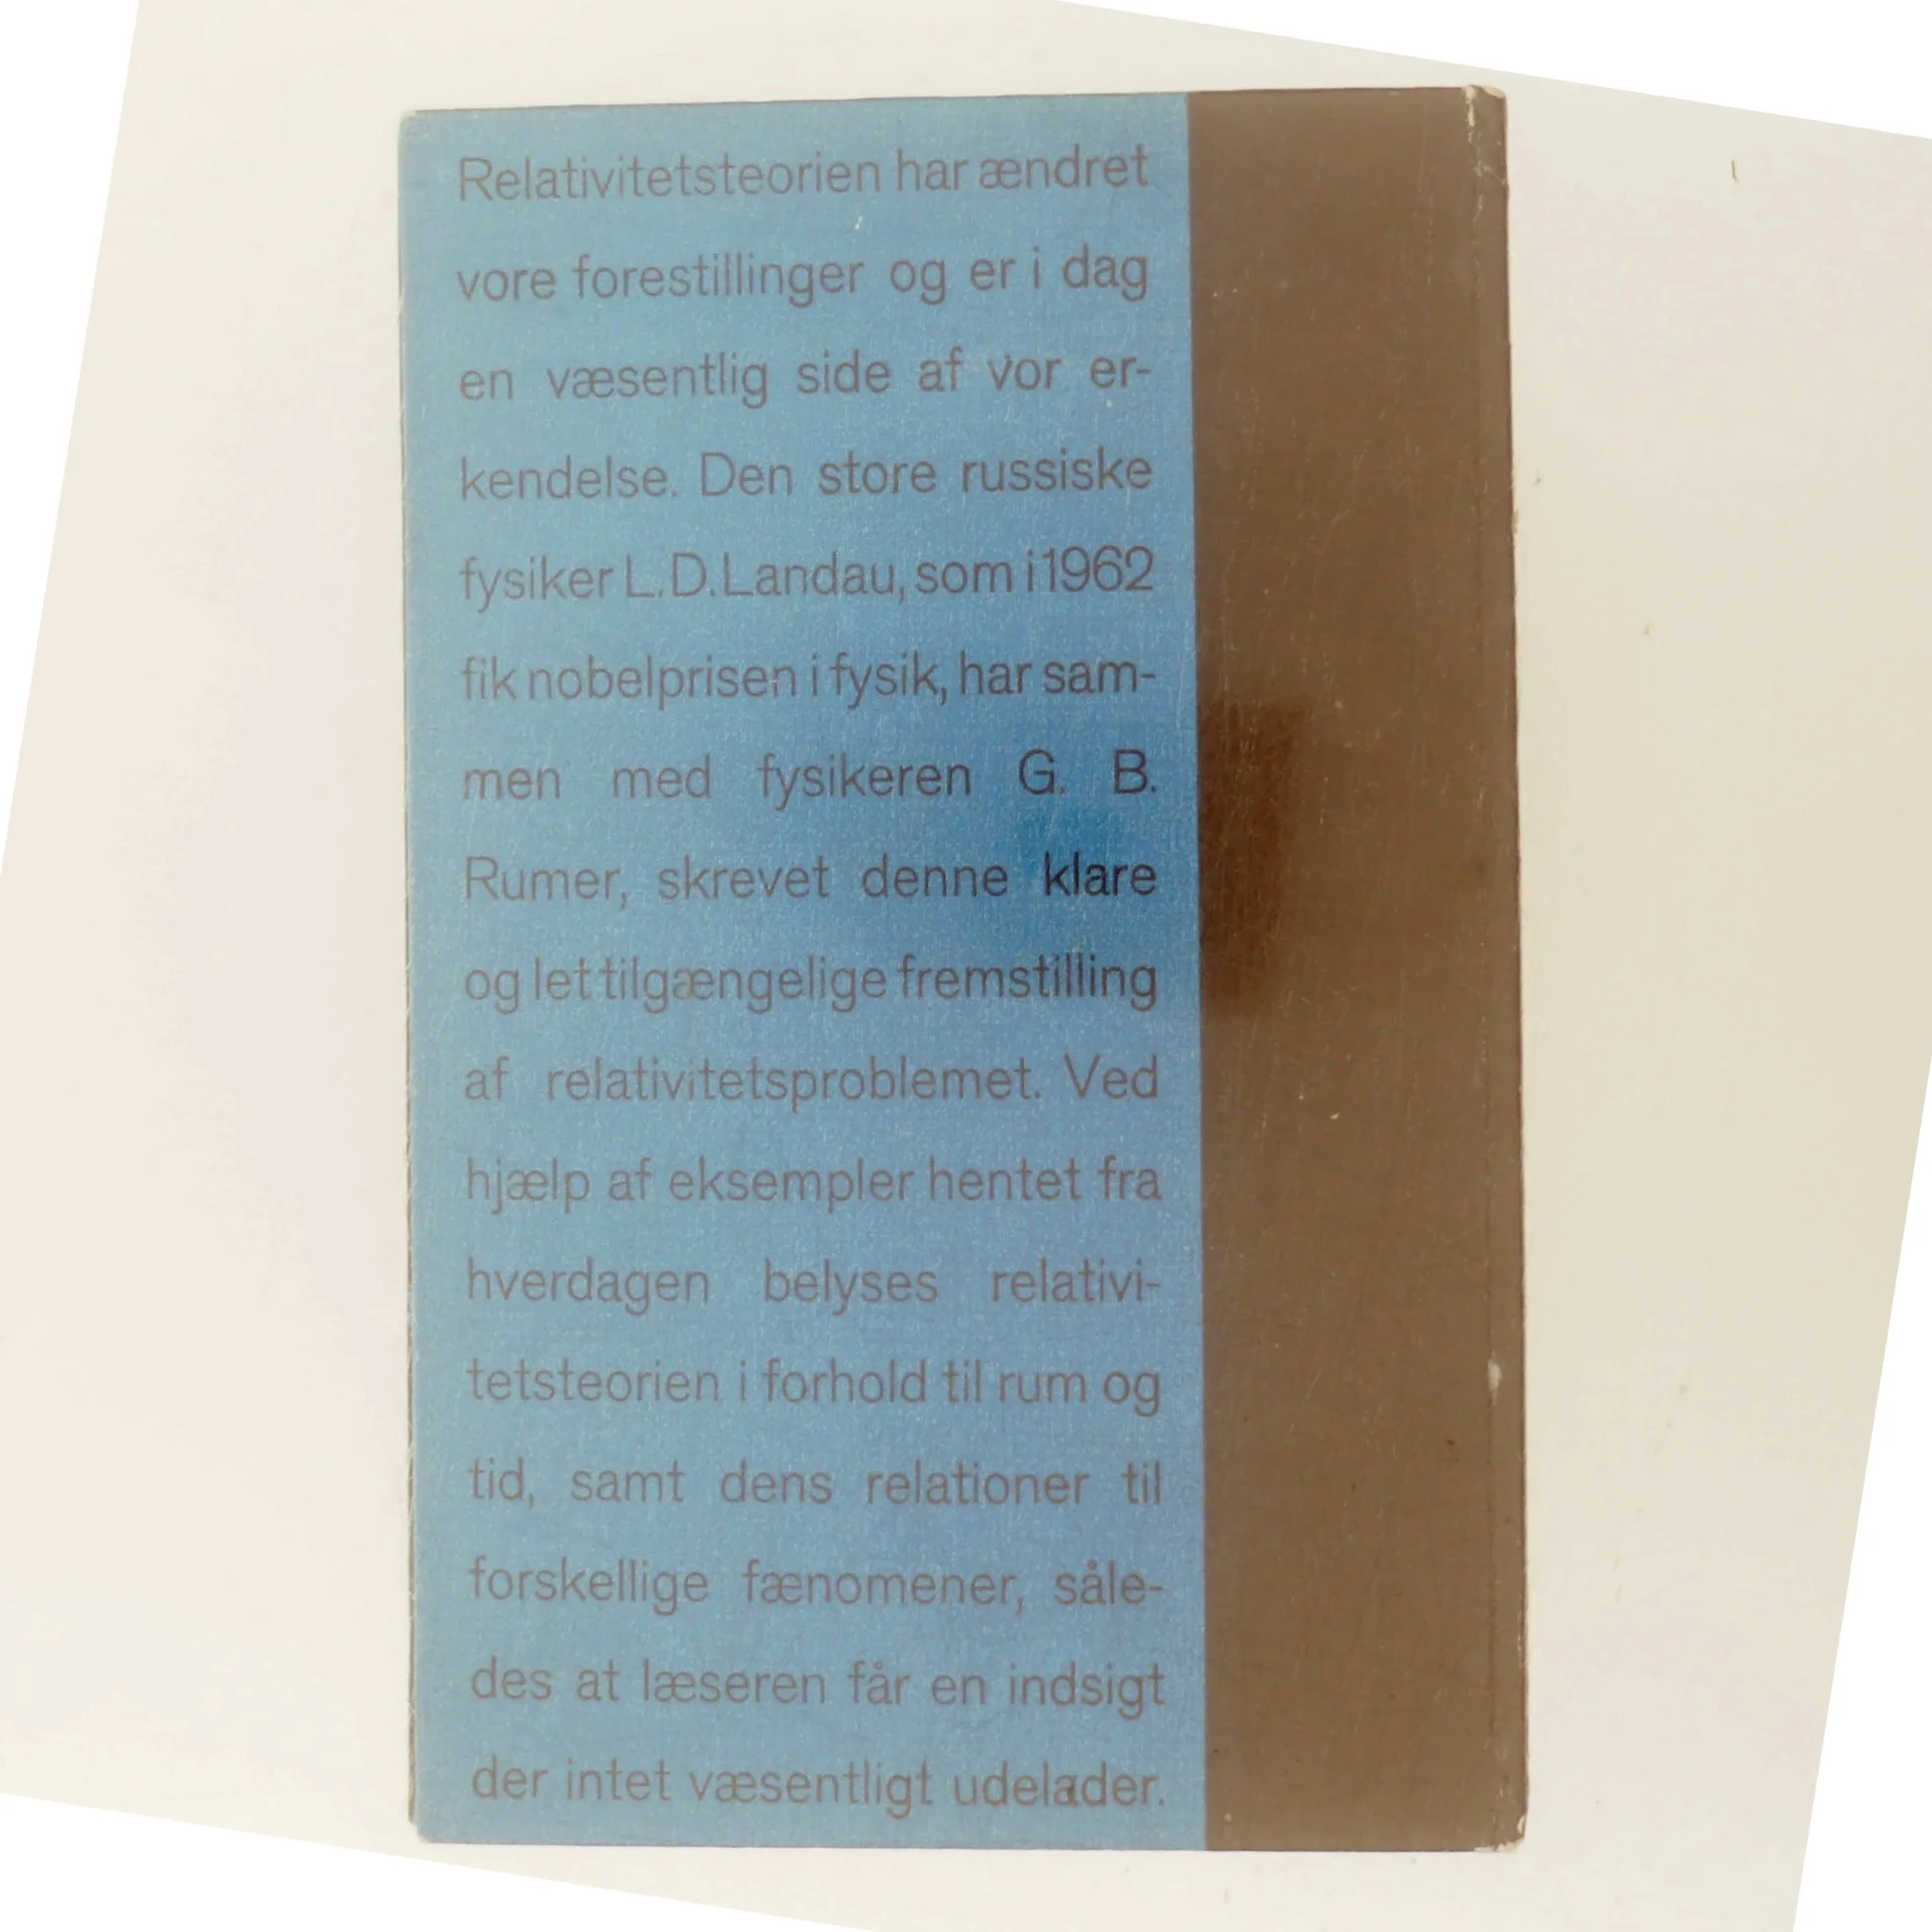 Relativitetsteorien har ændret
vore forestillinger og er i dag
en væsentlig side af vor er-
kendelse. Den store russiske
fysiker L.D.Landau, som i 1962
fik nobelprisen i fysik, har sam-
men med fysikeren G. B.
Rumer, skrevet denne klare
og let tilgængelige fremstilling
af relativitetsproblemet. Ved
hjælp af eksempler hentet fra
hverdagen belyses relativi-
tetsteorien i forhold til rum og
tid, samt dens relationer til
forskellige fænomener, såle-
des at læseren får en indsigt
der intet væsentligt udelader.